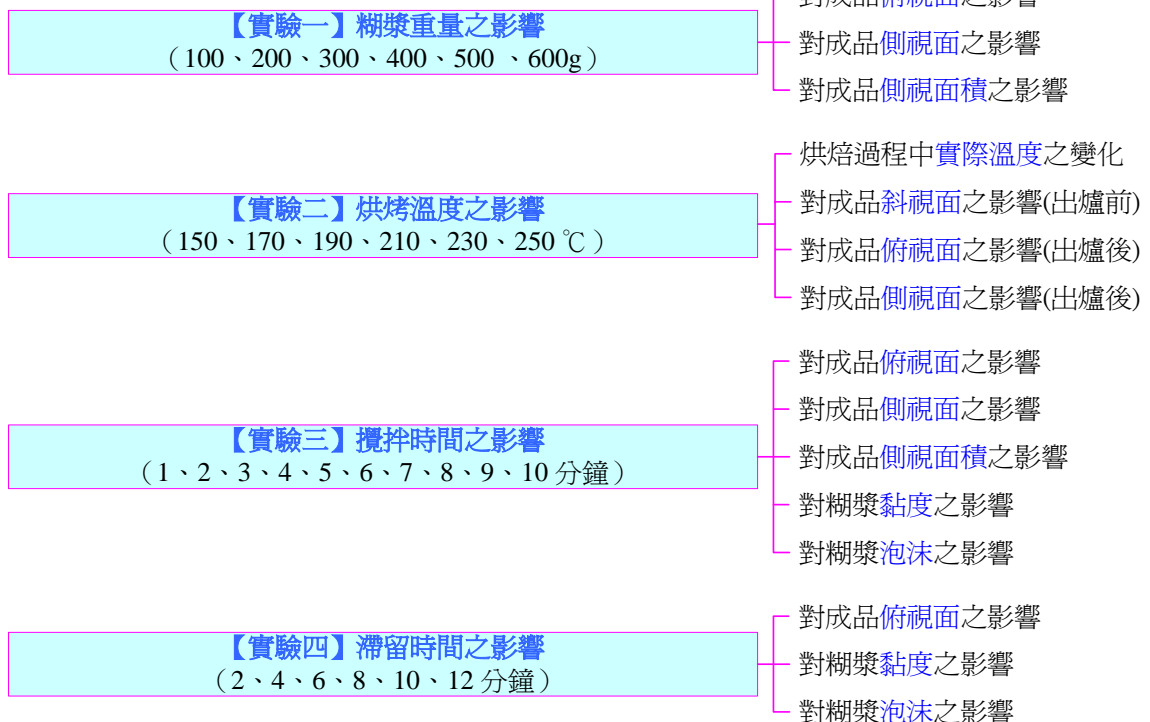 對成品俯視面之影響
【實驗一】糊漿重量之影響
（100、200、300、400、500 、600g）
對成品側視面之影響
對成品側視面積之影響
烘焙過程中實際溫度之變化
【實驗二】烘烤溫度之影響
（150、170、190、210、230、250 ℃）
對成品斜視面之影響(出爐前)
對成品俯視面之影響(出爐後)
對成品側視面之影響(出爐後)
對成品俯視面之影響
對成品側視面之影響
【實驗三】攪拌時間之影響
（1、2、3、4、5、6、7、8、9、10 分鐘）
對成品側視面積之影響
對糊漿黏度之影響
對糊漿泡沫之影響
對成品俯視面之影響
【實驗四】滯留時間之影響
（2、4、6、8、10、12 分鐘）
對糊漿黏度之影響
對糊漿泡沫之影響